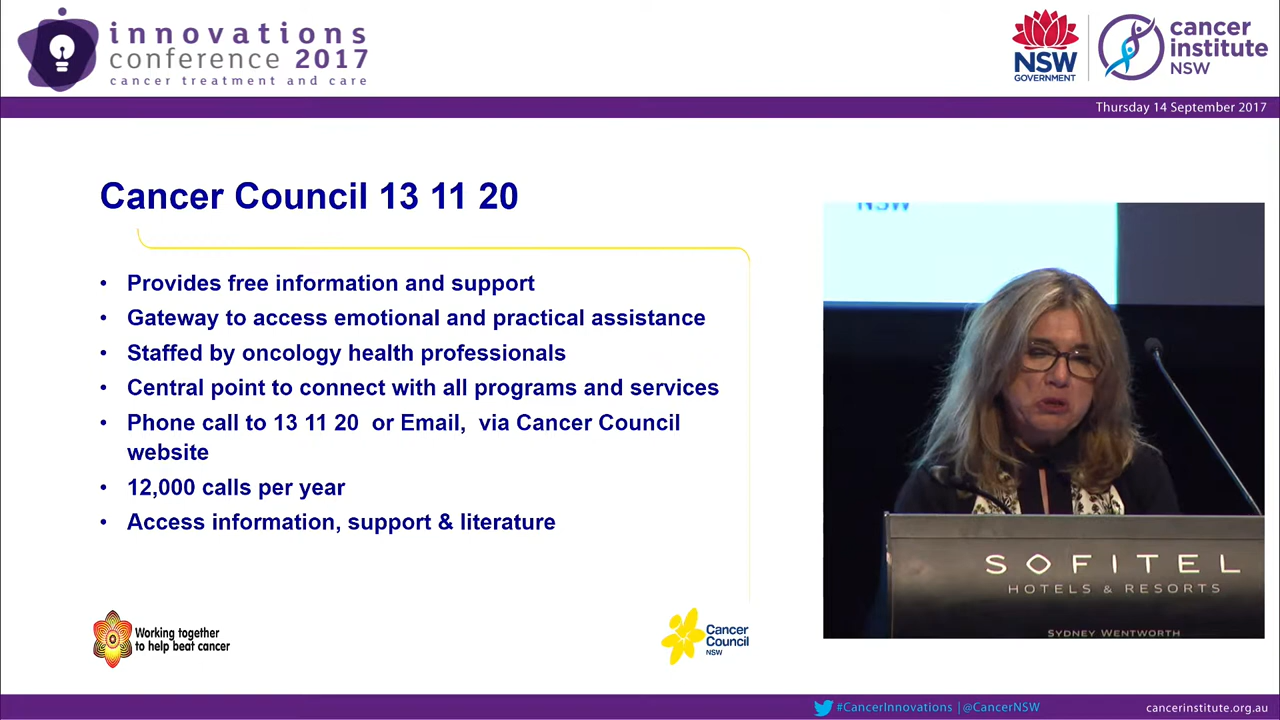 innovations
conference 2017
cancer treatment and care
NSW
GOVERNMENT
cancer
institute
NSW
Thursday 14 September 2017
Cancer Council 13 11 20
• Provides free information and support
• Gateway to access emotional and practical assistance
• Staffed by oncology health professionals
• Central point to connect with all programs and services
• Phone call to 13 11 20 or Email, via Cancer Council
website
• 12,000 calls per year
• Access information, support & literature
Working together
to help beat cancer
Cancer
Council
NSW
NSW
SOFITEL
HOTELS & RESORTS
SYDNEY WENTWORTH
#CancerInnovations | @CancerNSW
cancerinstitute.org.au